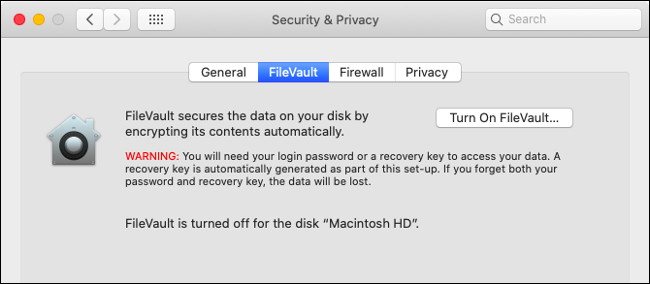 Security & Privacy
Search
General
FileVault
Firewall
Privacy
FileVault secures the data on your disk by
encrypting its contents automatically.
Turn On FileVault...
WARNING: You will need your login password or a recovery key to access your data. A
recovery key is automatically generated as part of this set-up. If you forget both your
password and recovery key, the data will be lost.
FileVault is turned off for the disk “Macintosh HD”.